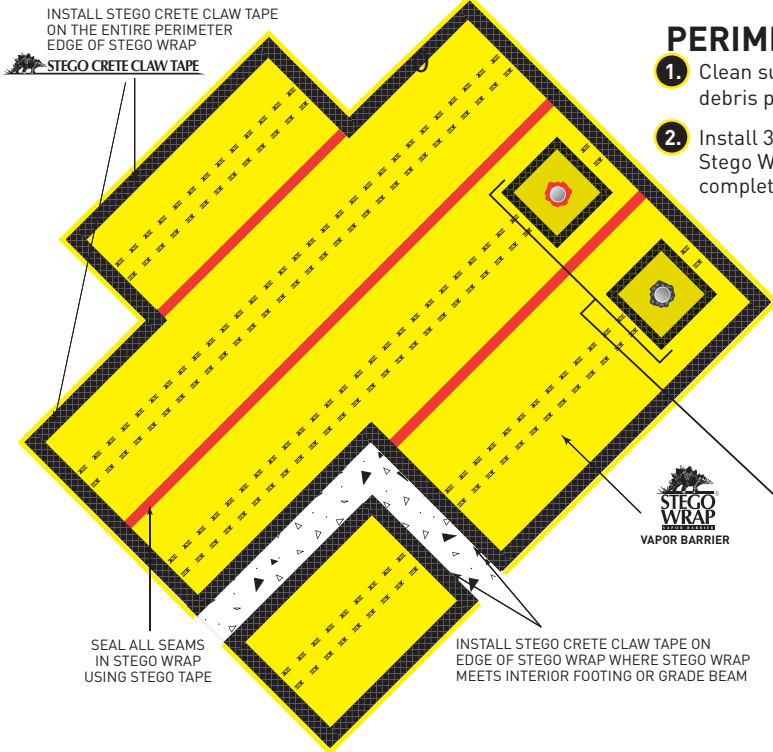 INSTALL STEGO CRETE CLAW TAPE
ON THE ENTIRE PERIMETER
EDGE OF STEGO WRAP
STEGO CRETE CLAW TAPE
PERIME
1. Clean su
debris p
2. Install 3
Stego W
complet
STEGO
WRAP
VAPOR BARRIER
VAPOR BARRIER
SEAL ALL SEAMS
IN STEGO WRAP
USING STEGO TAPE
INSTALL STEGO CRETE CLAW TAPE ON
EDGE OF STEGO WRAP WHERE STEGO WRAP
MEETS INTERIOR FOOTING OR GRADE BEAM